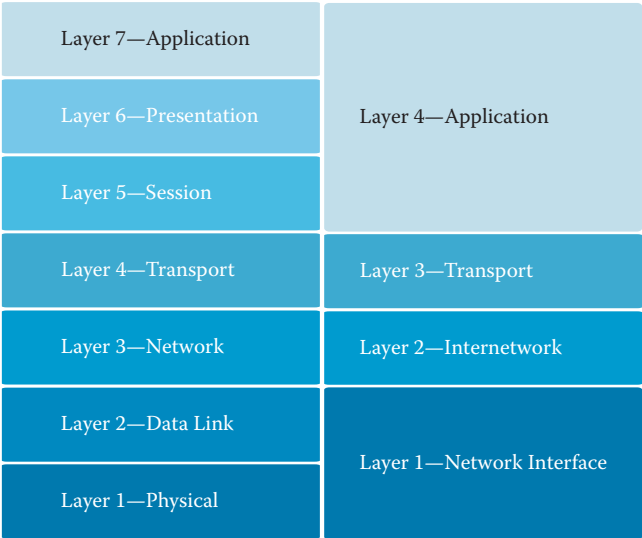 Layer 7—Application
Layer 6—Presentation
Layer 5—Session
Layer 4—Transport
Layer 3—Network
Layer 2—Data Link
Layer 1—Physical
Layer 4—Application
Layer 3—Transport
Layer 2—Internetwork
Layer 1—Network Interface